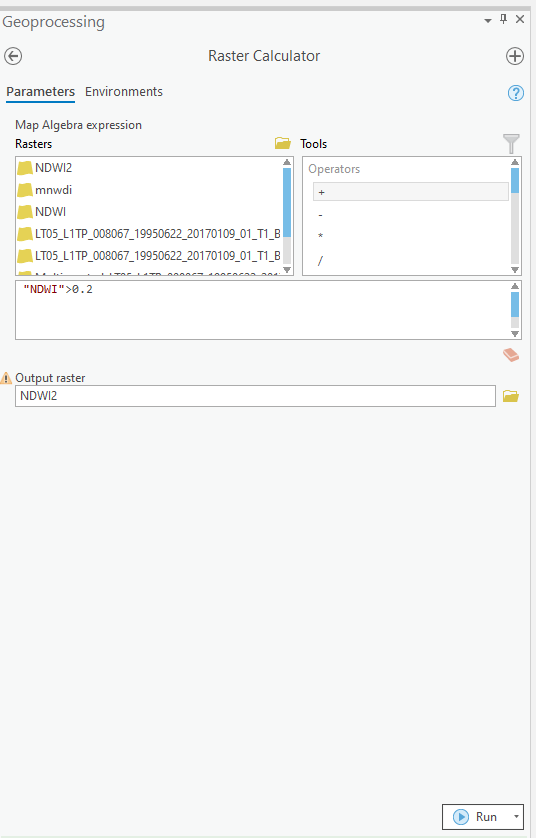 Geoprocessing
Raster Calculator
Parameters Environments
Map Algebra expression
Rasters
Tools
NDWI2
mnwdi
NDWI
LT05_L1TP_008067_19950622_20170109_01_T1_B
LT05_L1TP_008067_19950622_20170109_01_T1_B
Operators
+
-
*
/
"NDWI">0.2
Output raster
NDWI2
Run